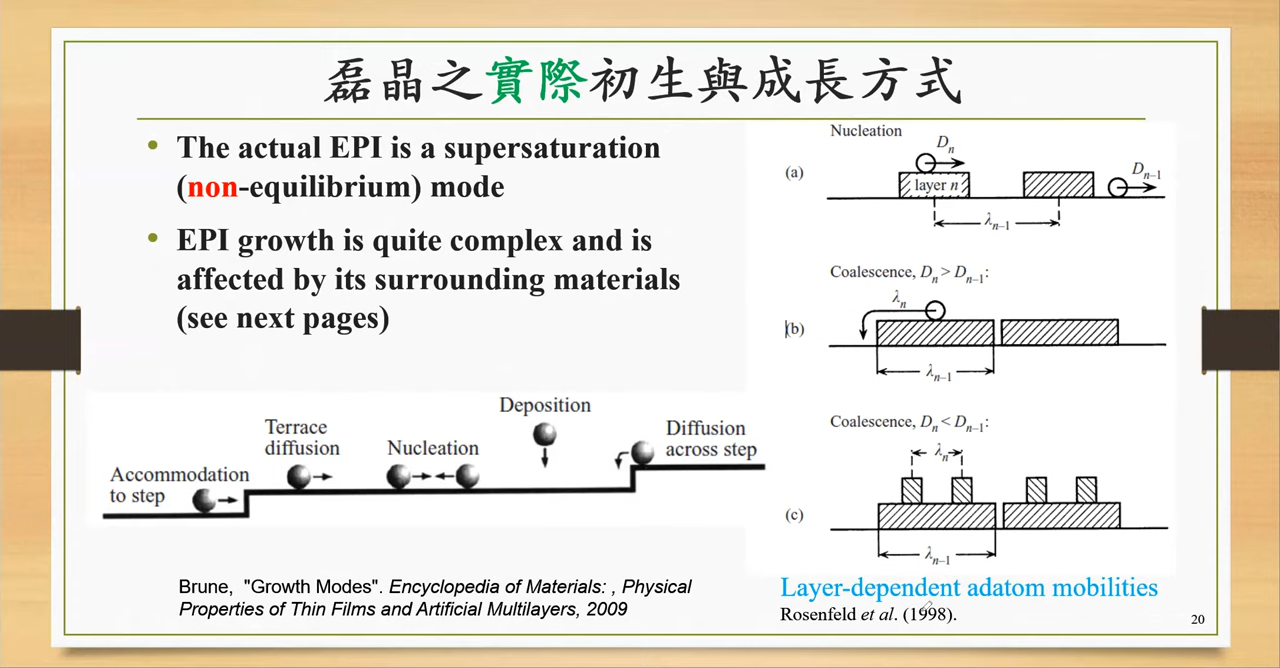 磊晶之實際初生與成長方式
• The actual EPI is a supersaturation
(non-equilibrium) mode
• EPI growth is quite complex and is
affected by its surrounding materials
(see next pages)
Deposition
Terrace
diffusion
Nucleation
Diffusion
across step
Accommodation
to step
Brune, "Growth Modes". Encyclopedia of Materials: , Physical
Properties of Thin Films and Artificial Multilayers, 2009
Nucleation
(a)
Dn
layer n
Dn–1
λn–1
Coalescence, Dn > Dn–1:
(b)
λn
λn–1
Coalescence, Dn < Dn–1:
λn
(c)
λn–1
Layer-dependent adatom mobilities
Rosenfeld et al. (1998).
20